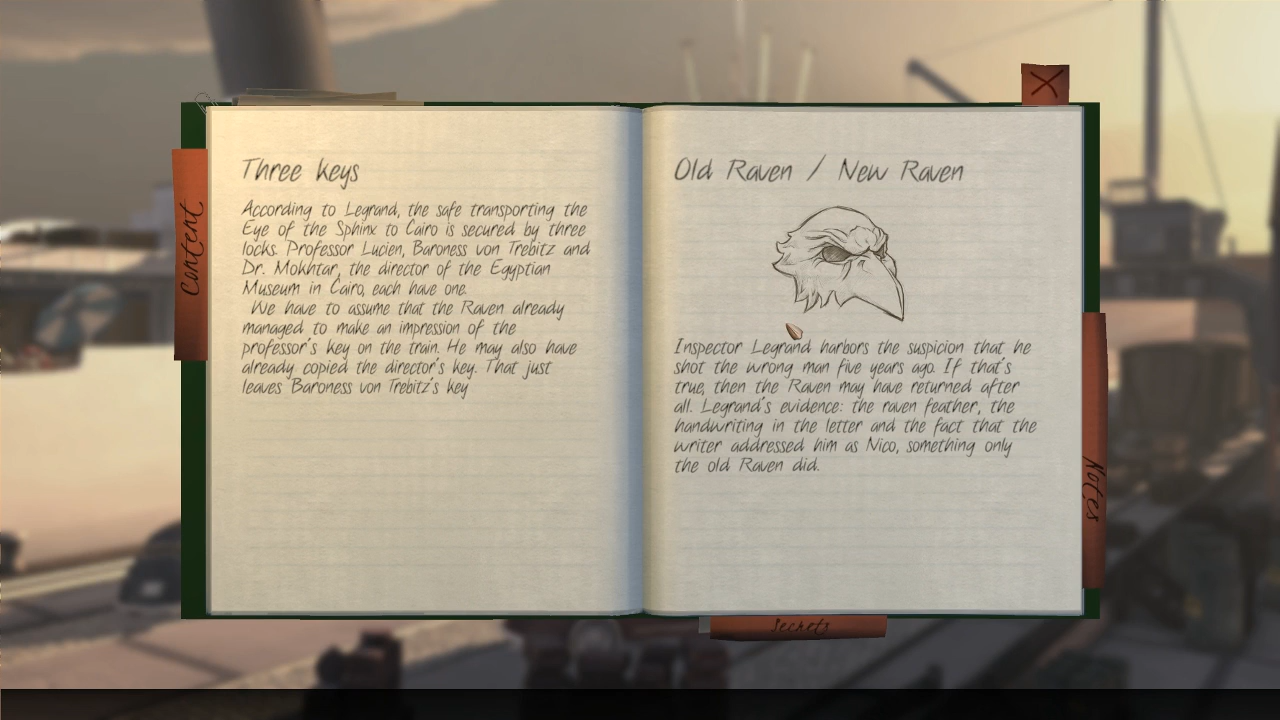 Content
Three keys
According to Legrand, the safe transporting the
Eye of the Sphinx to Cairo is secured by three
locks. Professor Lucien, Baroness von Trebitz and
Dr. Mokhtar, the director of the Egyptian
Museum in Cairo, each have one.
We have to assume that the Raven already
managed to make an impression of the
professor's key on the train. He may also have
already copied the director's key. That just
leaves Baroness von Trebitz's key
Old Raven / New Raven
Inspector Legrand harbors the suspicion that he
shot the wrong man five years ago. If that's
true, then the Raven may have returned after
all. Legrand's evidence: the raven feather, the
handwriting in the letter and the fact that the
writer addressed him as Nico, something only
the old Raven did.
Notes
Secrets